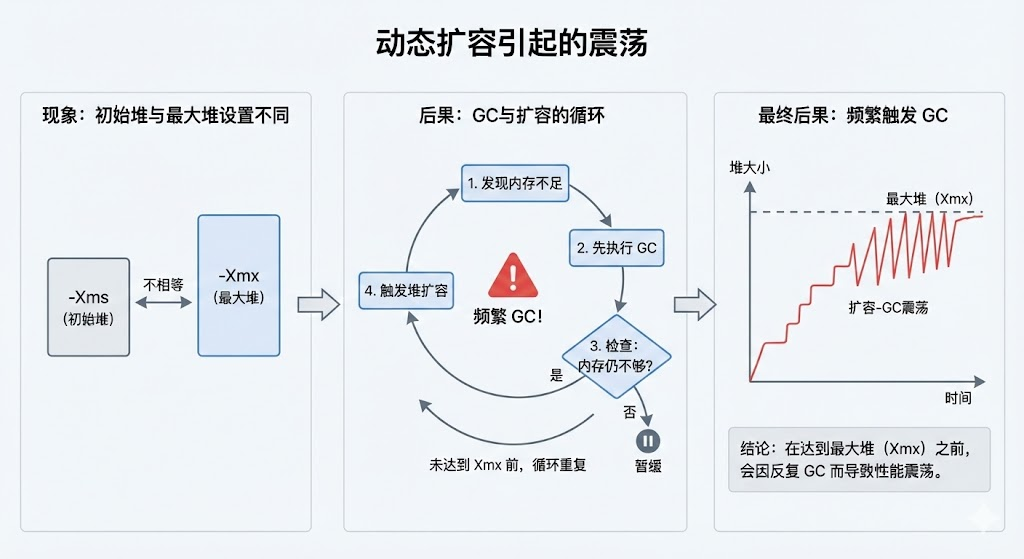 动态扩容引起的震荡
现象：初始堆与最大堆设置不同
-Xms
(初始堆)
不相等
-Xmx
(最大堆)
后果：GC与扩容的循环
1. 发现内存不足
2. 先执行 GC
3. 检查：
内存仍不够?
是
否
暂缓
4. 触发堆扩容
频繁 GC!
未达到 Xmx 前，循环重复
最终后果：频繁触发 GC
堆大小
最大堆（Xmx）
扩容-GC震荡
时间
结论：在达到最大堆（Xmx）之前，
会因反复 GC 而导致性能震荡。